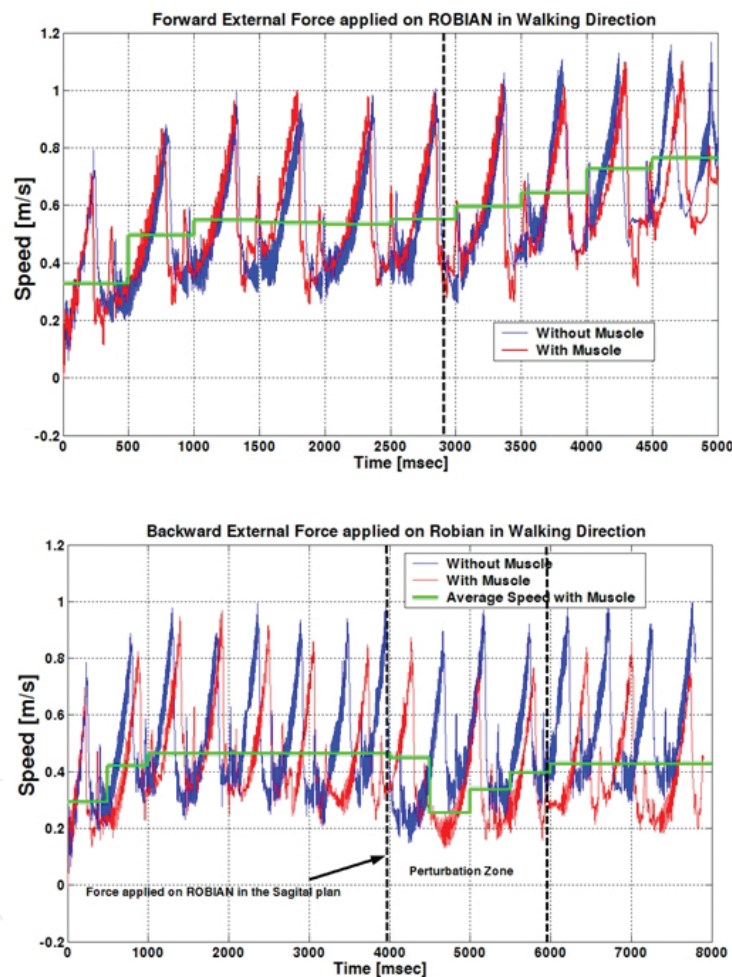 Forward External Force applied on ROBIAN in Walking Direction
1.2
1
0.8
0.6
0.4
0.2
0
-0.2
Speed [m/s]
Without Muscle
With Muscle
0 500 1000 1500 2000 2500 3000 3500 4000 4500 5000
Time [msec]
Backward External Force applied on Robian in Walking Direction
1.2
1
0.8
0.6
0.4
0.2
0
-0.2
Speed [m/s]
Without Muscle
With Muscle
Average Speed with Muscle
Force applied on ROBIAN in the Sagital plan
Perturbation Zone
0 1000 2000 3000 4000 5000 6000 7000 8000
Time [msec]